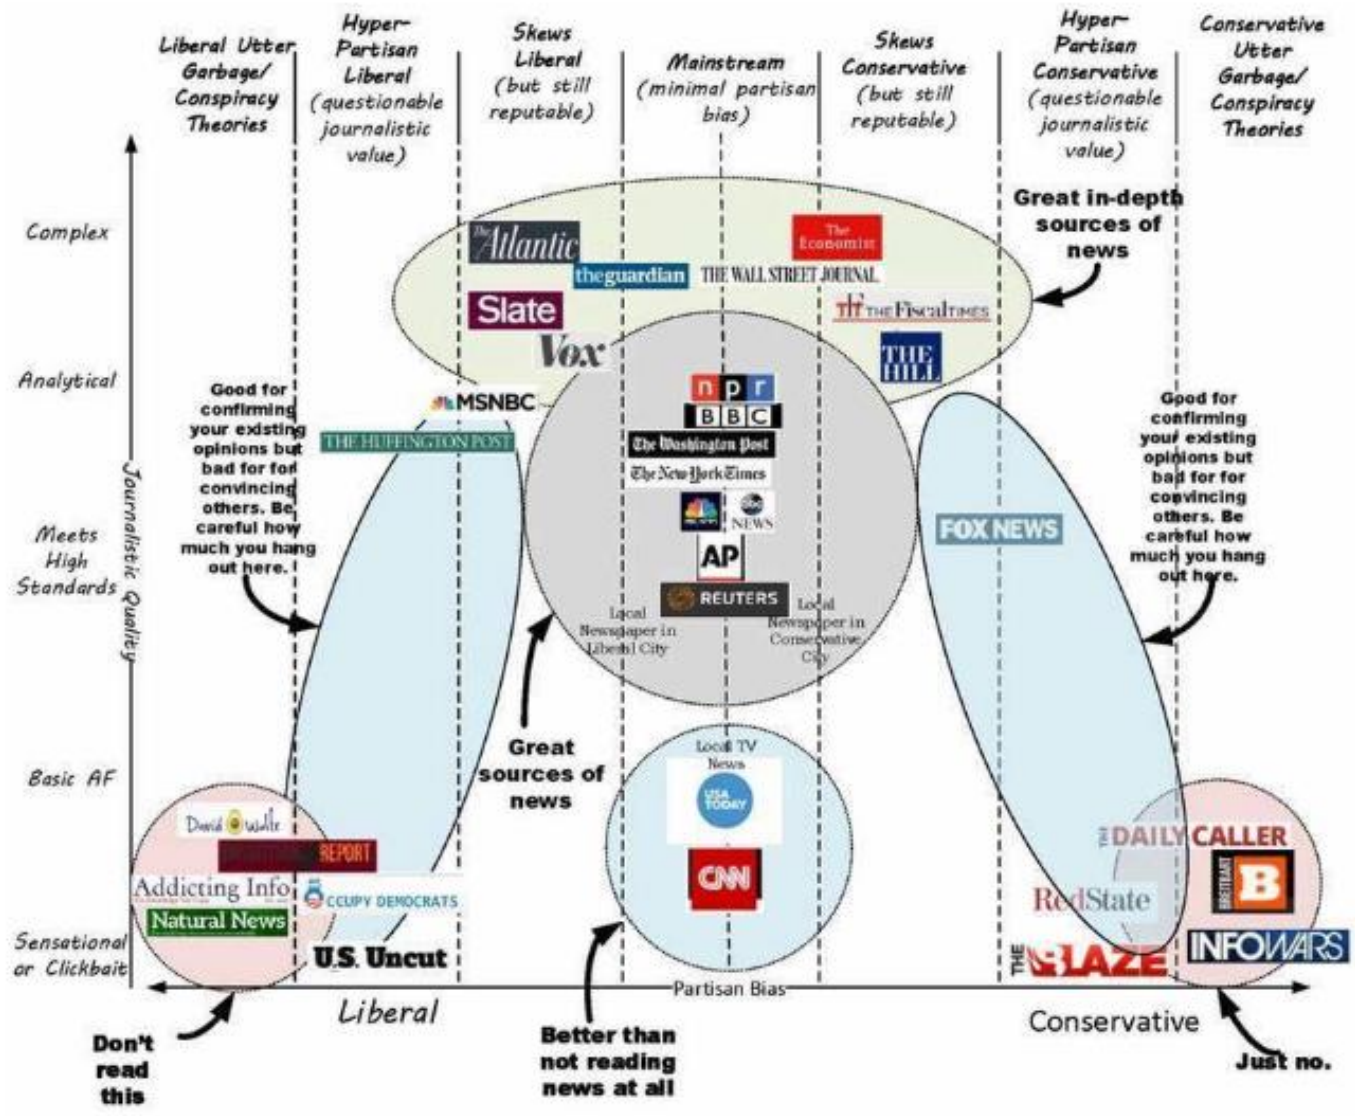 Liberal Utter
Garbage/
Conspiracy
Theories
Hyper-
Partisan
Liberal
(questionable
journalistic
value)
Skews
Liberal
(but still
reputable)
Mainstream
(minimal partisan
bias)
Skews
Conservative
(but still
reputable)
Hyper-
Partisan
Conservative
(questionable
journalistic
value)
Conservative
Utter
Garbage/
Conspiracy
Theories
Journalistic Quality
Complex
Analytical
Meets
High
Standards
Basic AF
Sensational
or Clickbait
Great in-depth
sources of
news
The Atlantic
The
Economist
theguardian
THE WALL STREET JOURNAL.
Slate
THE FISCALTIMES
Vox
THE
HILL
npr
BBC
MSNBC
THE HUFFINGTON POST
The Washington Post
The New York Times
abc
NEWS
AP
REUTERS
Local
Newspaper in
Liberal City
Local
Newspaper in
Conservative
City
FOX NEWS
Good for
confirming
your existing
opinions but
bad for for
convincing
others. Be
careful how
much you hang
out here.
Good for
confirming
your existing
opinions but
bad for for
convincing
others. Be
careful how
much you hang
out here.
Great
sources of
news
Local TV
News
USA
TODAY
CNN
David Wolfe
REPORT
Addicting Info
Natural News
OCCUPY DEMOCRATS
U.S. Uncut
THE DAILY CALLER
BREITBART
B
RedState
THE BLAZE
INFOWARS
Partisan Bias
Liberal
Conservative
Don't
read
this
Better than
not reading
news at all
Just no.